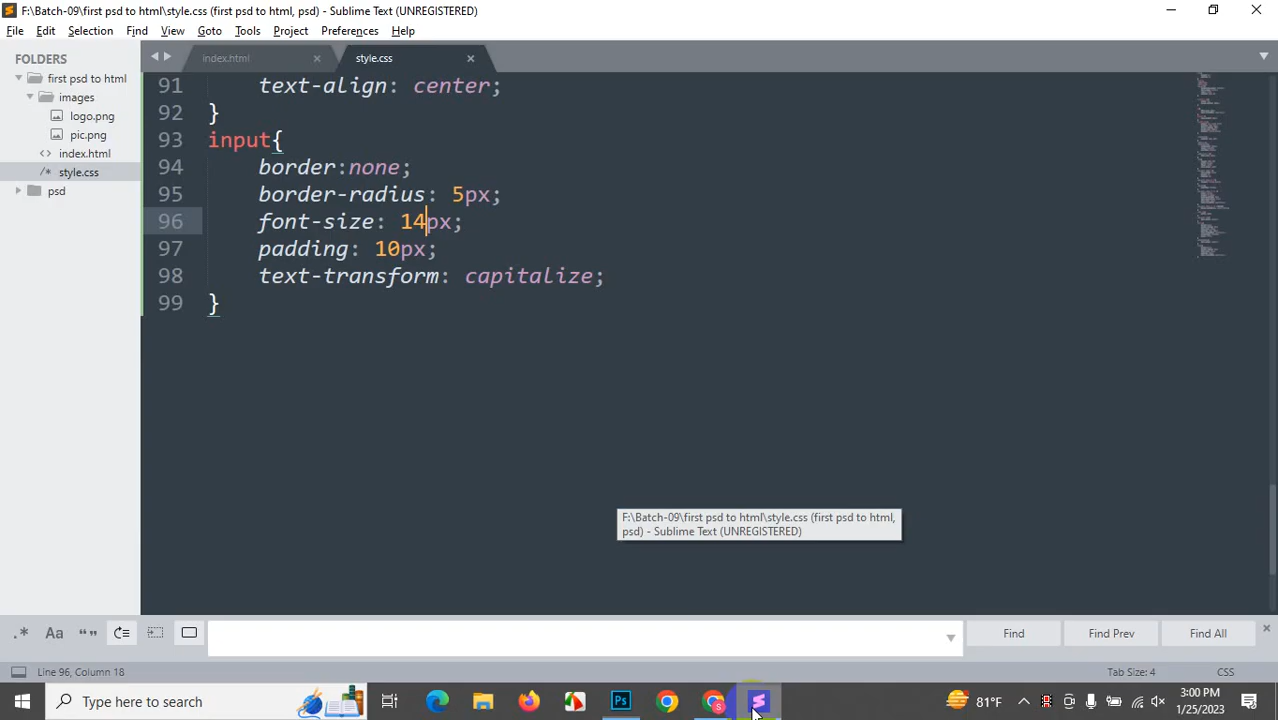 F:\Batch-09\first psd to html\style.css (first psd to html, psd) - Sublime Text (UNREGISTERED)
File Edit Selection Find View Goto Tools Project Preferences Help
FOLDERS
first psd to html
images
logo.png
pic.png
<> index.html
/* style.css
psd
index.html
style.css
91 text-align: center;
92 }
93 input{
94 border:none;
95 border-radius: 5px;
96 font-size: 14px;
97 padding: 10px;
98 text-transform: capitalize;
99 }
F:\Batch-09\first psd to html\style.css (first psd to html,
psd) - Sublime Text (UNREGISTERED)
.* Aa “” Find Find Prev Find All
Line 96, Column 18 Tab Size: 4 CSS
Type here to search Ps S 81°F 3:00 PM
1/25/2023